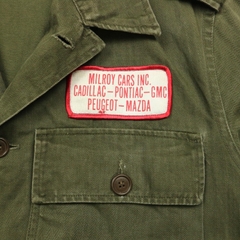 MILROY CARS INC.
CADILLAC-PONTIAC-GMC
PEUGEOT-MAZDA